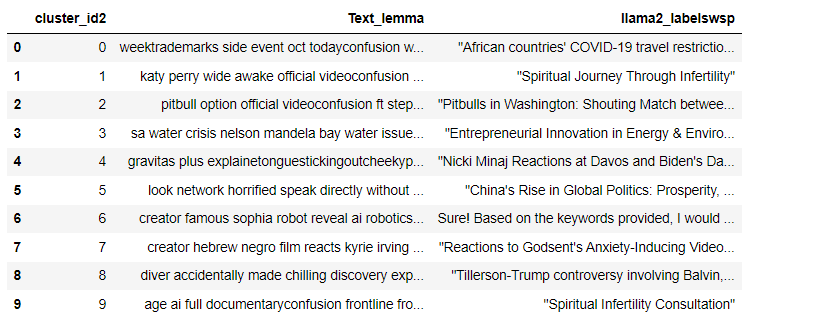 cluster_id2 Text_lemma llama2_labelswsp
0 0 weektrademarks side event oct todayconfusion w... "African countries' COVID-19 travel restrictio...
1 1 katy perry wide awake official videoconfusion ... "Spiritual Journey Through Infertility"
2 2 pitbull option official videoconfusion ft step... "Pitbulls in Washington: Shouting Match betwee...
3 3 sa water crisis nelson mandela bay water issue... "Entrepreneurial Innovation in Energy & Enviro...
4 4 gravitas plus explainetonguestickingoutcheekyp... "Nicki Minaj Reactions at Davos and Biden's Da...
5 5 look network horrified speak directly without ... "China's Rise in Global Politics: Prosperity, ...
6 6 creator famous sophia robot reveal ai robotics... Sure! Based on the keywords provided, I would ...
7 7 creator hebrew negro film reacts kyrie irving ... "Reactions to Godsent's Anxiety-Inducing Video...
8 8 diver accidentally made chilling discovery exp... "Tillerson-Trump controversy involving Balvin,...
9 9 age ai full documentaryconfusion frontline fro... "Spiritual Infertility Consultation"